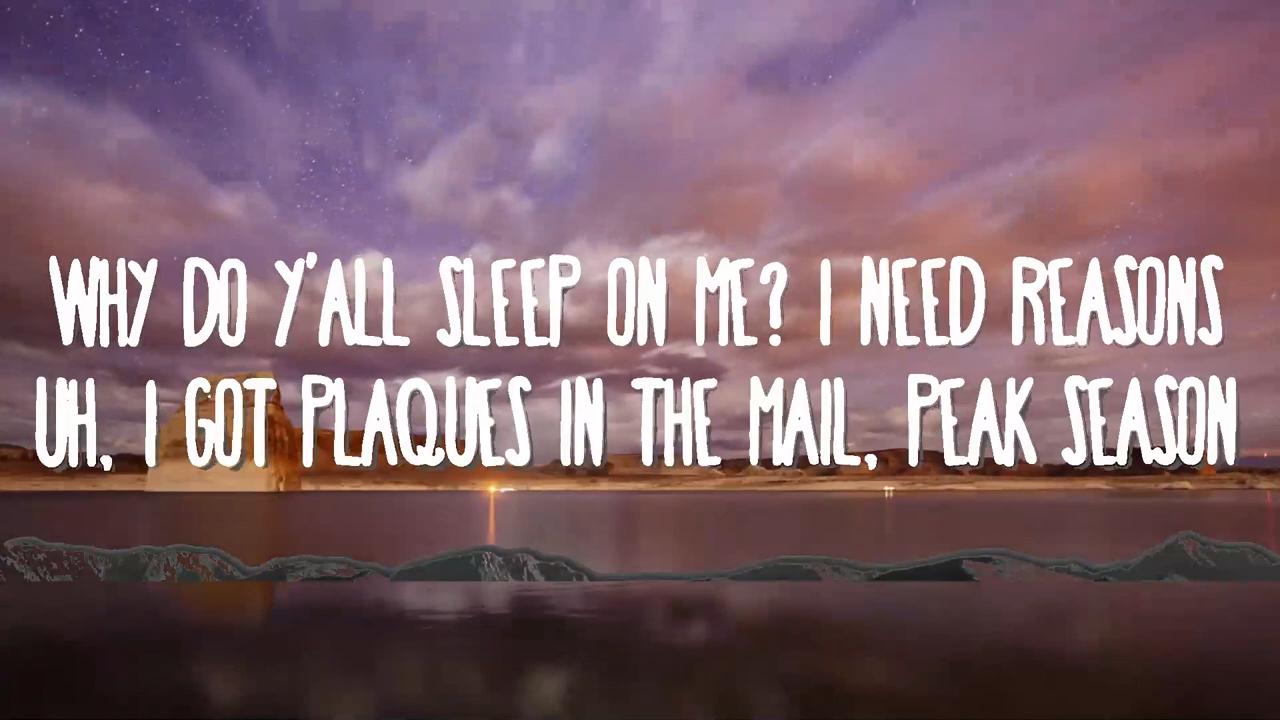 WHY DO Y'ALL SLEEP ON ME? I NEED REASONS
UH, I GOT PLAQUES IN THE MAIL, PEAK SEASON